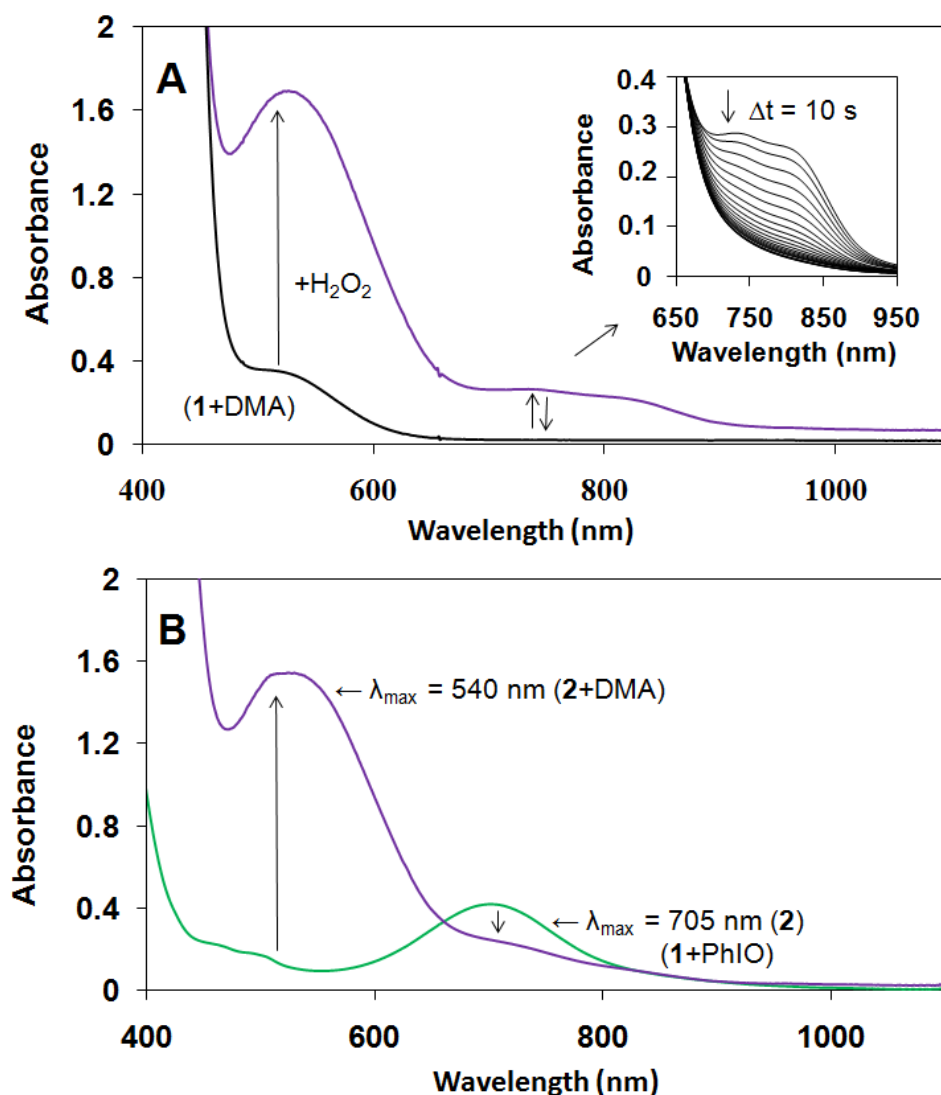 A
Absorbance
2
1.6
1.2
0.8
0.4
0
+H₂O₂
(1+DMA)
400
600
800
1000
Wavelength (nm)
Absorbance
0.4
0.3
0.2
0.1
0
Δt = 10 s
650
750
850
950
Wavelength (nm)
B
Absorbance
2
1.6
1.2
0.8
0.4
0
← λmax = 540 nm (2+DMA)
← λmax = 705 nm (2)
(1+PhIO)
400
600
800
1000
Wavelength (nm)